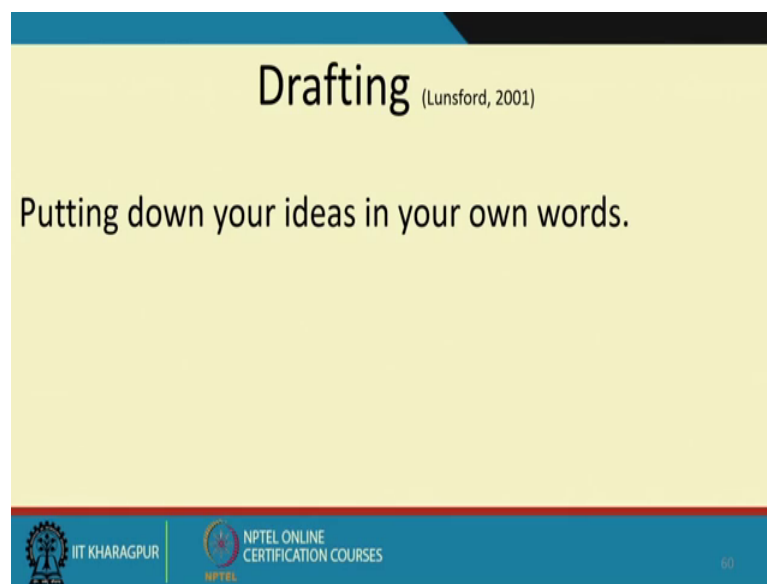 Drafting (Lunsford, 2001)
Putting down your ideas in your own words.
IIT KHARAGPUR
NPTEL
NPTEL ONLINE
CERTIFICATION COURSES
60